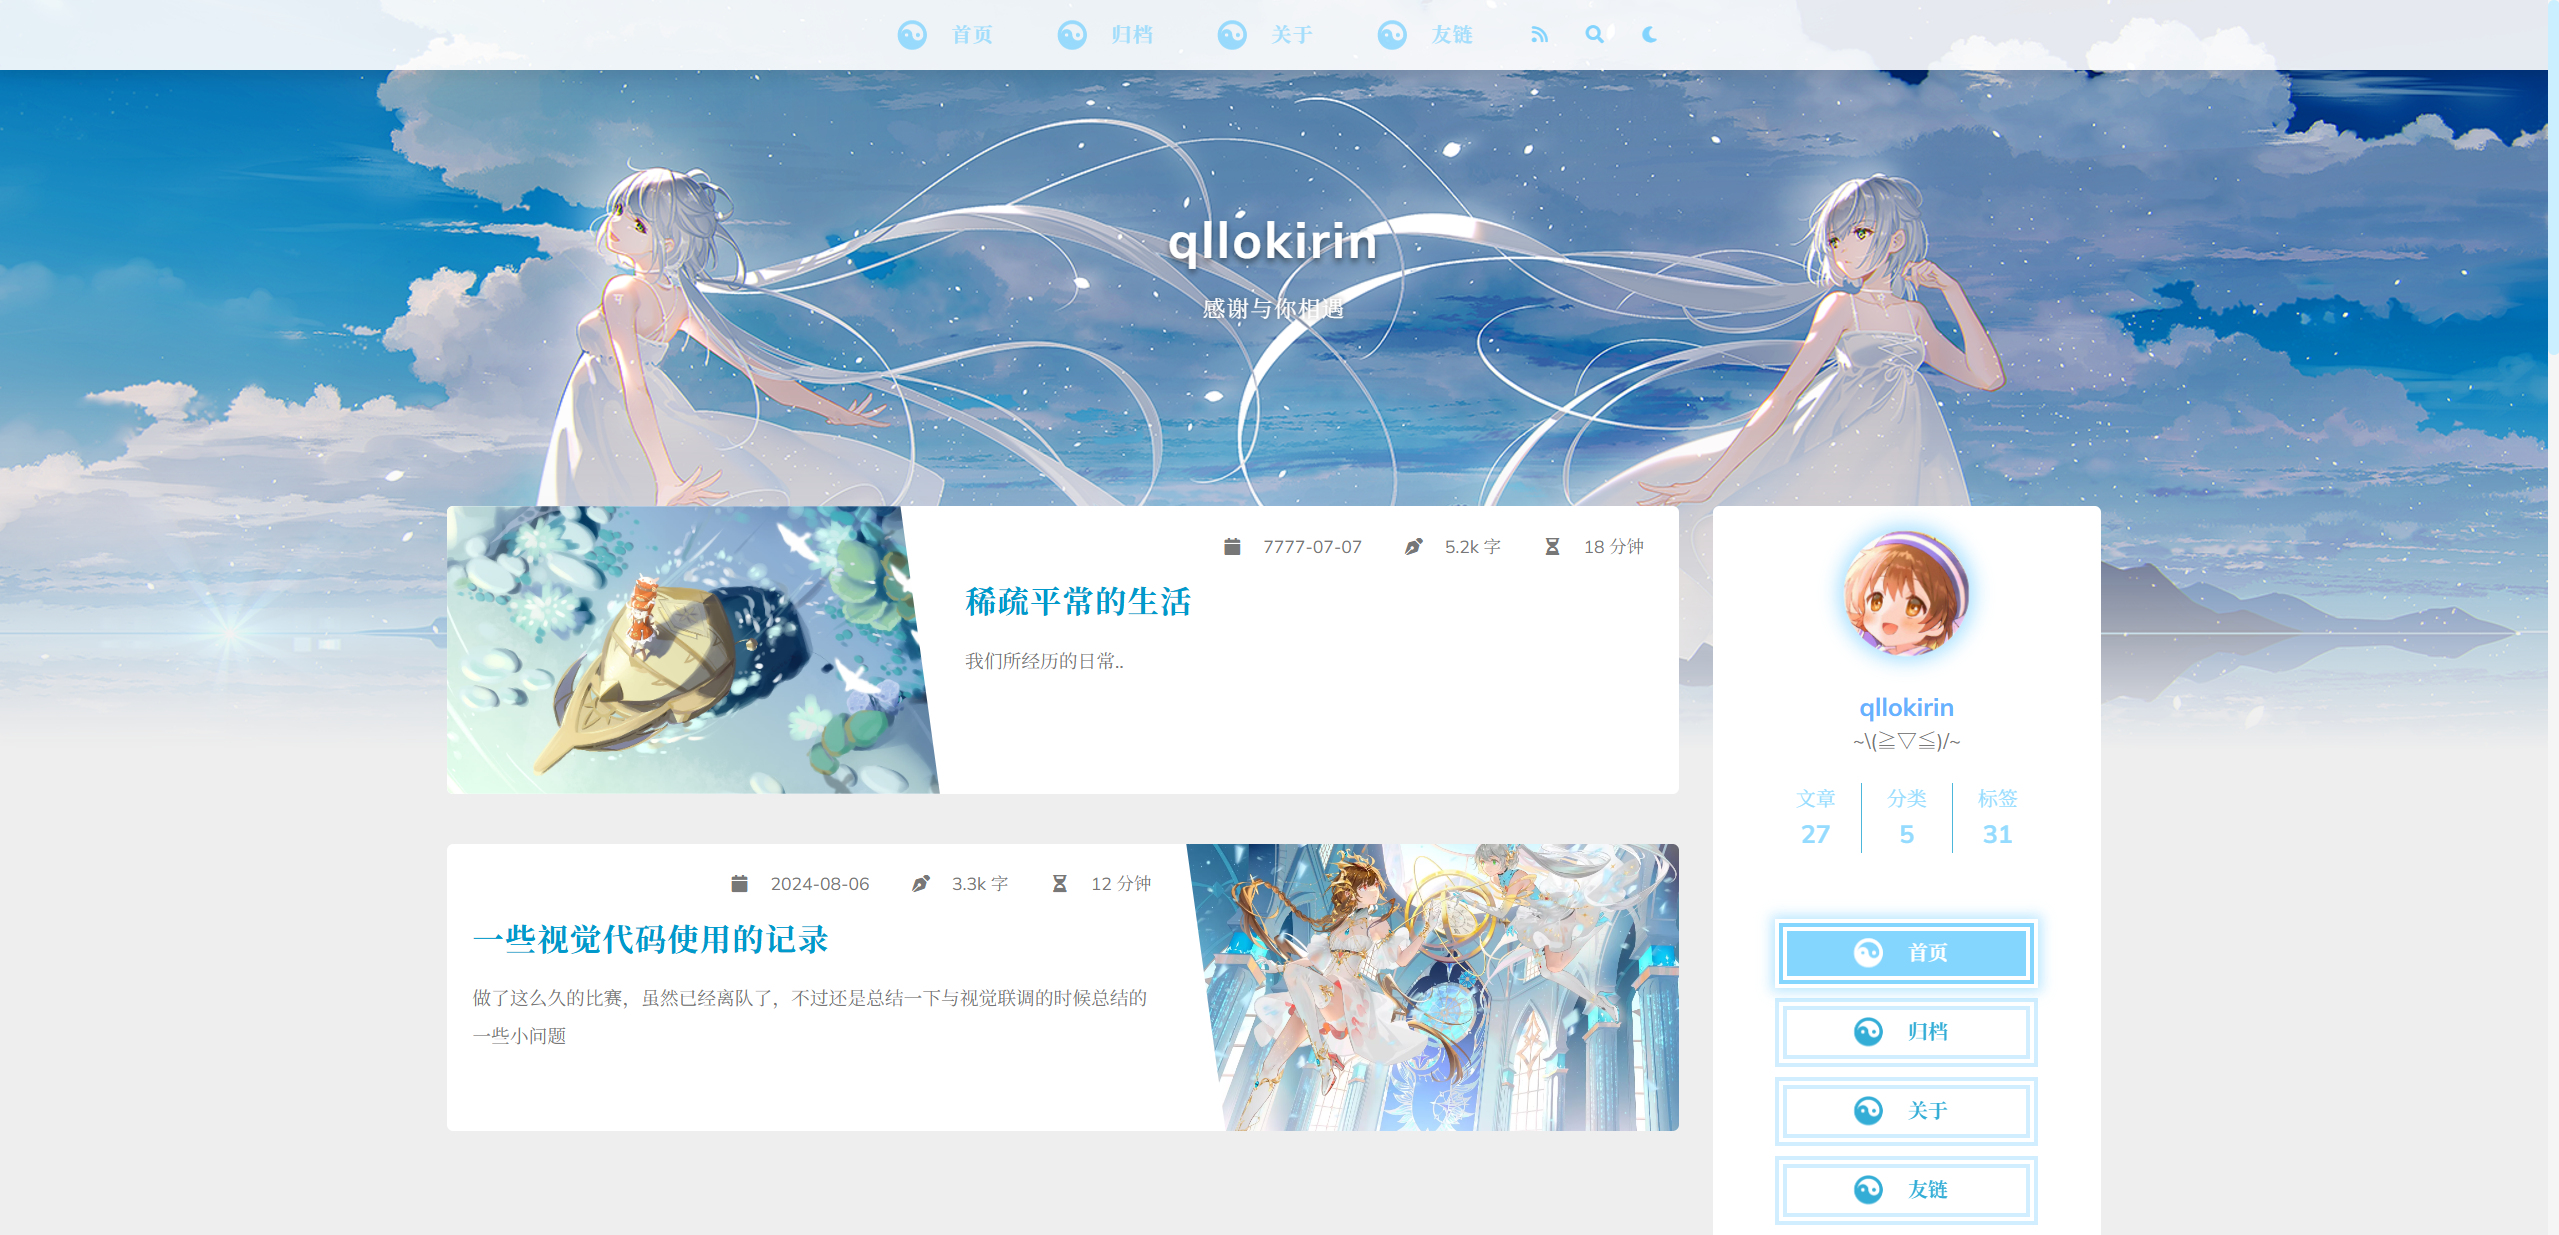 首页 归档 关于 友链
qllokirin
感谢与你相遇
7777-07-07 5.2k 字 18 分钟
稀疏平常的生活
我们所经历的日常..
2024-08-06 3.3k 字 12 分钟
一些视觉代码使用的记录
做了这么久的比赛，虽然已经离队了，不过还是总结一下与视觉联调的时候总结的
一些小问题
qllokirin
~\(≧▽≦)/~
文章 分类 标签
27 5 31
首页
归档
关于
友链